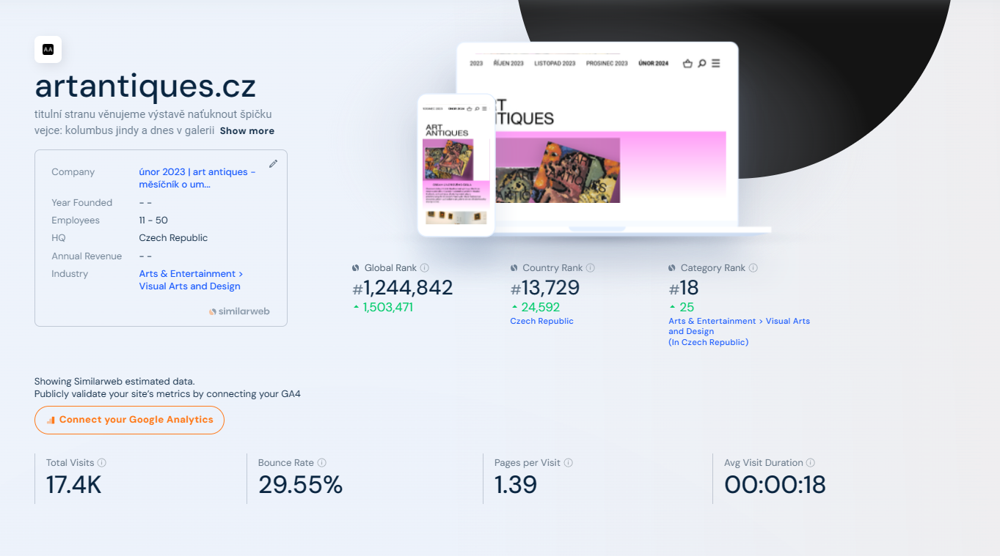 AA
artantiques.cz
titulní stranu věnujeme výstavě naťuknout špičku
vejce: kolumbus jindy a dnes v galerii Show more
Company
únor 2023 | art antiques –
měsíčník o um...
Year Founded
- -
Employees
11 - 50
HQ
Czech Republic
Annual Revenue
- -
Industry
Arts & Entertainment >
Visual Arts and Design
similarweb
2023 ŘÍJEN 2023 LISTOPAD 2023 PROSINEC 2023 ÚNOR 2024
ANTIQUES
ART
ANTIQUES
Global Rank
#1,244,842
1,503,471
Country Rank
#13,729
24,592
Czech Republic
Category Rank
#18
25
Arts & Entertainment > Visual Arts
and Design
(In Czech Republic)
Showing Similarweb estimated data.
Publicly validate your site's metrics by connecting your GA4
Connect your Google Analytics
Total Visits
17.4K
Bounce Rate
29.55%
Pages per Visit
1.39
Avg Visit Duration
00:00:18